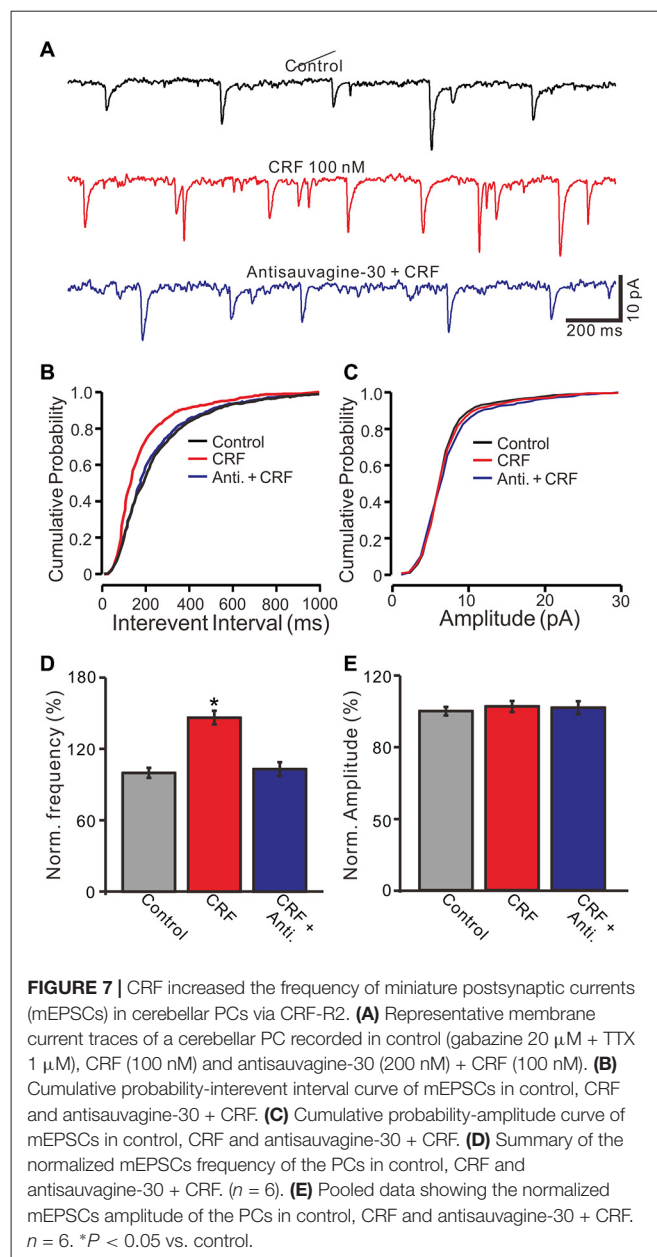 A
Control
CRF 100 nM
Antisauvagine-30 + CRF
10 pA
200 ms
B
Cumulative Probability
1.0
0.8
0.6
0.4
0.2
0.0
Control
CRF
Anti. + CRF
0 200 400 600 800 1000
Interevent Interval (ms)
C
Cumulative Probability
1.0
0.8
0.6
0.4
0.2
0.0
Control
CRF
Anti. + CRF
0 10 20 30
Amplitude (pA)
D
Norm. frequency (%)
180
120
60
0
*
Control
CRF
CRF +
Anti.
E
Norm. Amplitude (%)
120
80
50
0
Control
CRF
CRF +
Anti.
FIGURE 7 | CRF increased the frequency of miniature postsynaptic currents
(mEPSCs) in cerebellar PCs via CRF-R2. (A) Representative membrane
current traces of a cerebellar PC recorded in control (gabazine 20 μM + TTX
1 μM), CRF (100 nM) and antisauvagine-30 (200 nM) + CRF (100 nM). (B)
Cumulative probability-interevent interval curve of mEPSCs in control, CRF
and antisauvagine-30 + CRF. (C) Cumulative probability-amplitude curve of
mEPSCs in control, CRF and antisauvagine-30 + CRF. (D) Summary of the
normalized mEPSCs frequency of the PCs in control, CRF and
antisauvagine-30 + CRF. (n = 6). (E) Pooled data showing the normalized
mEPSCs amplitude of the PCs in control, CRF and antisauvagine-30 + CRF.
n = 6. *P < 0.05 vs. control.